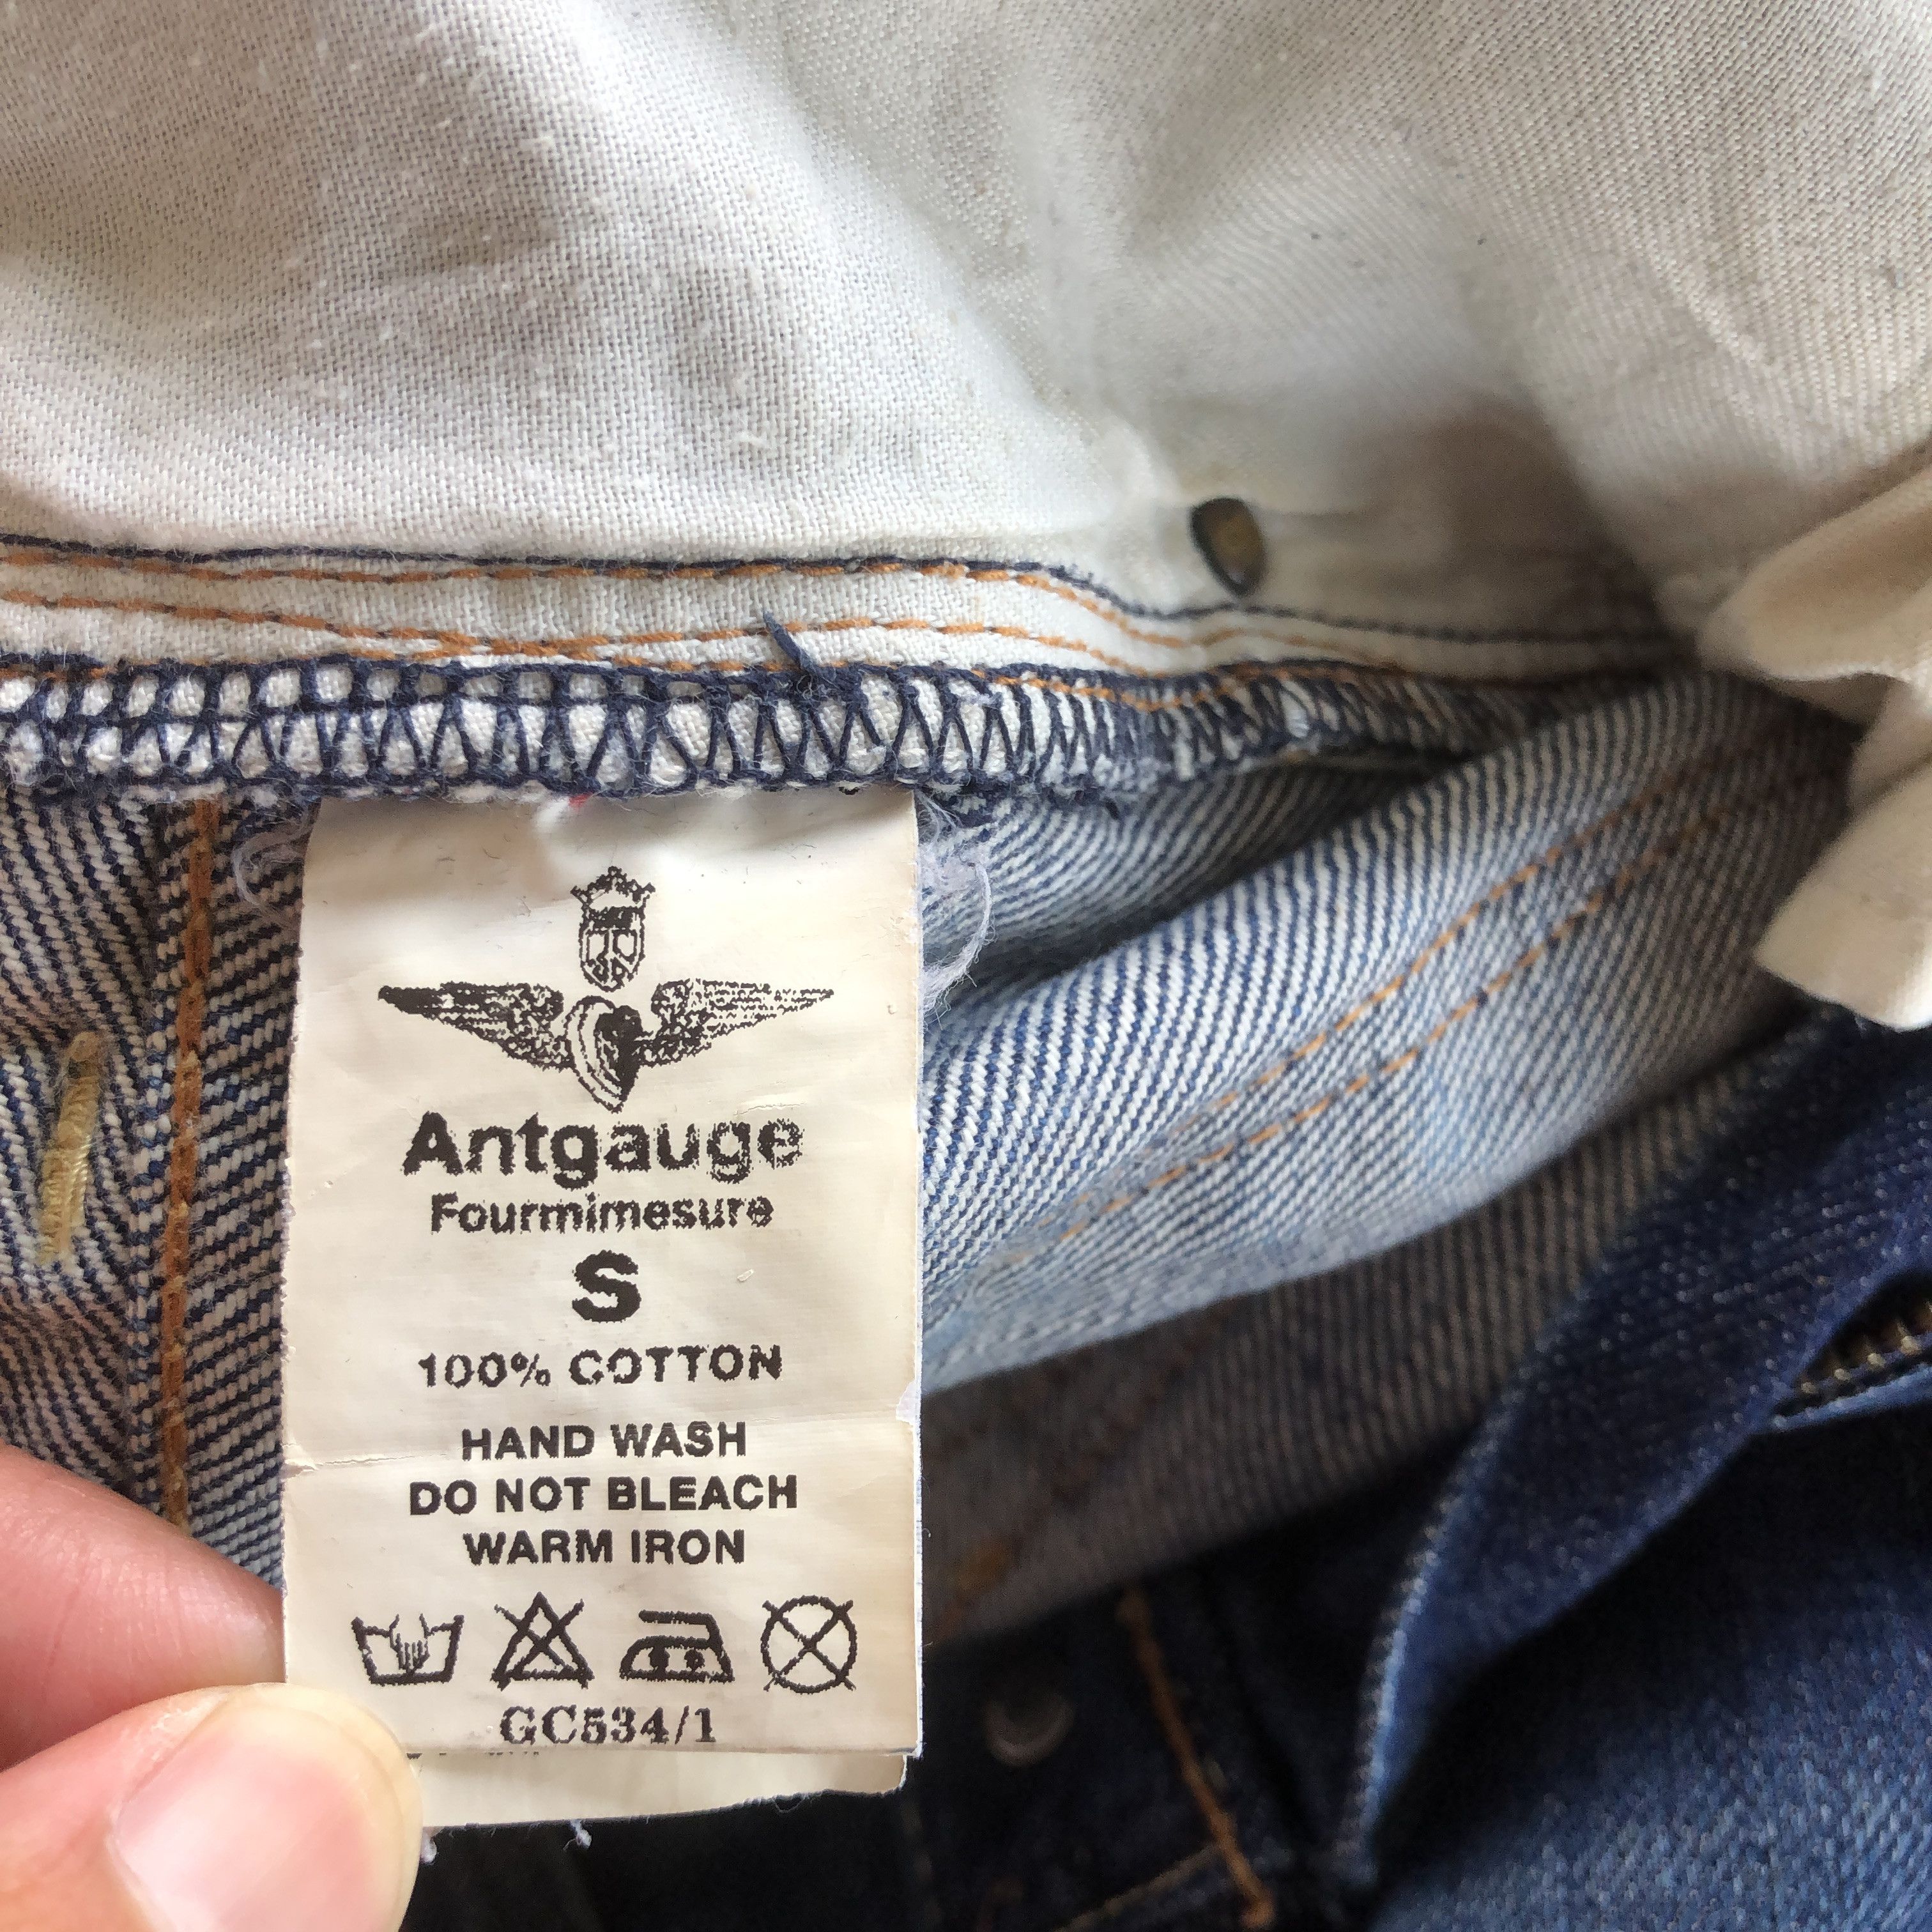 Antgauge
Fourmimesure
S
100% COTTON
HAND WASH
DO NOT BLEACH
WARM IRON
GC534/1